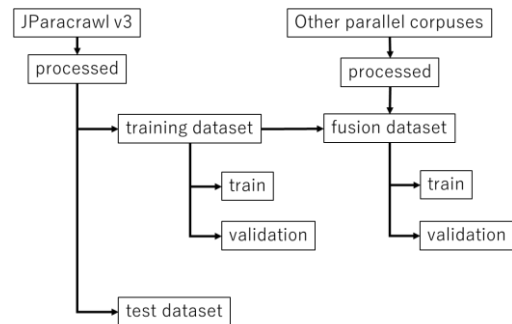 JParacrawl v3
Other parallel corpuses
processed
processed
training dataset
fusion dataset
train
train
validation
validation
test dataset